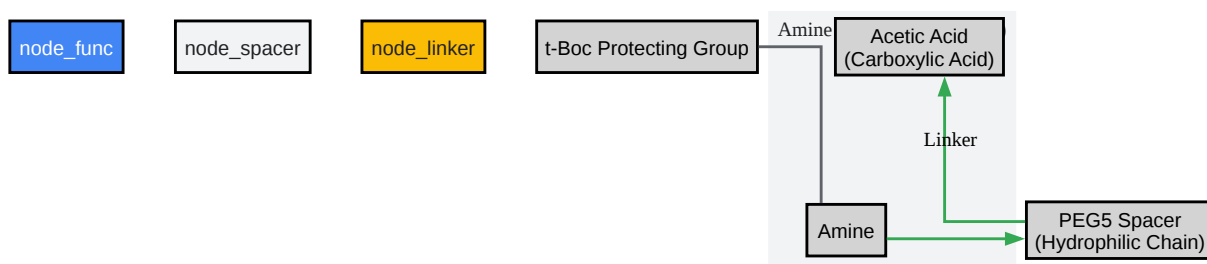 node_func
node_spacer
node_linker
t-Boc Protecting Group
Amine
Acetic Acid
(Carboxylic Acid)
Linker
Amine
PEG5 Spacer
(Hydrophilic Chain)